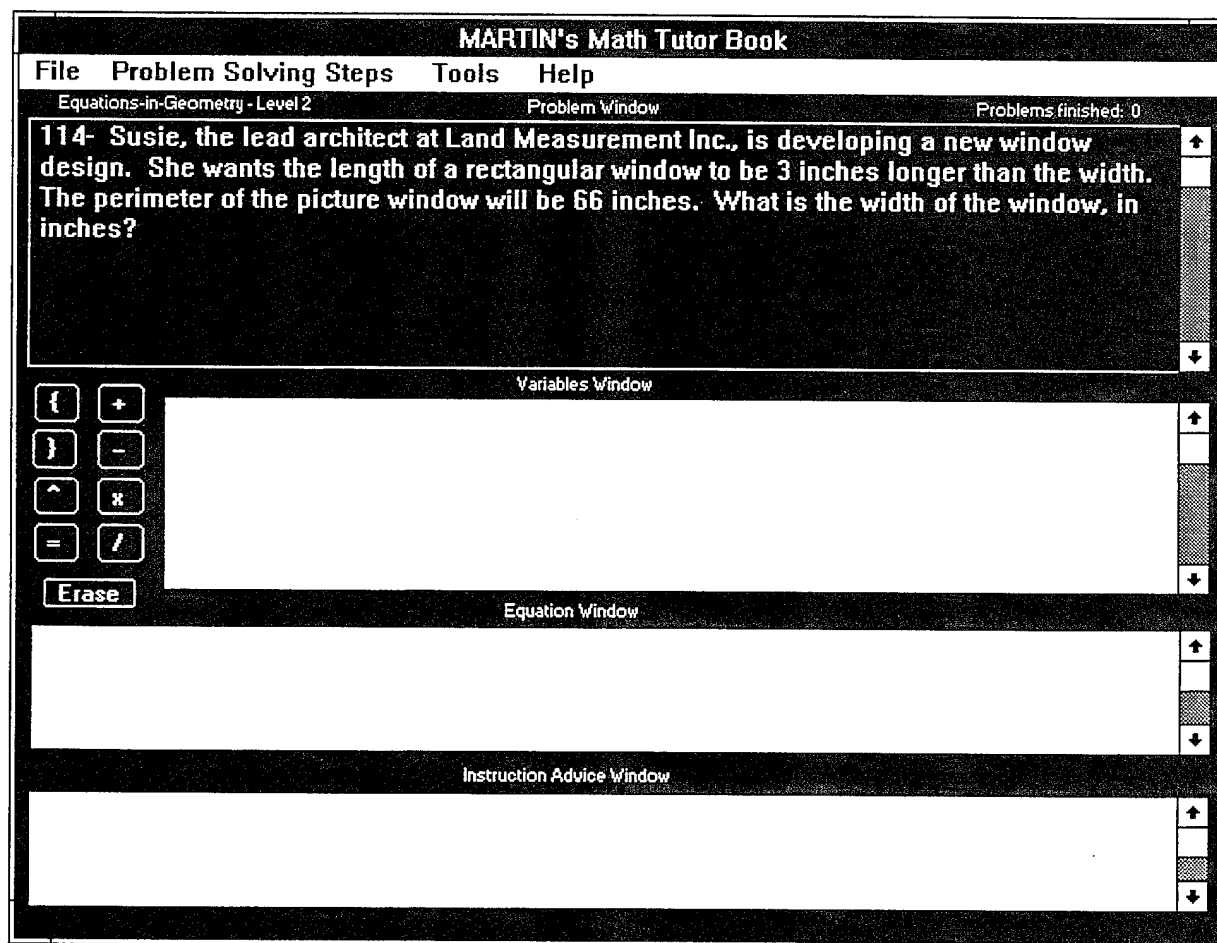 MARTIN's Math Tutor Book
File Problem Solving Steps Tools Help
Equations-in-Geometry - Level 2 Problem Window Problems finished: 0
114- Susie, the lead architect at Land Measurement Inc., is developing a new window
design. She wants the length of a rectangular window to be 3 inches longer than the width.
The perimeter of the picture window will be 66 inches. What is the width of the window, in
inches?
Variables Window
{ +
} -
^ x
= /
Erase
Equation Window
Instruction Advice Window